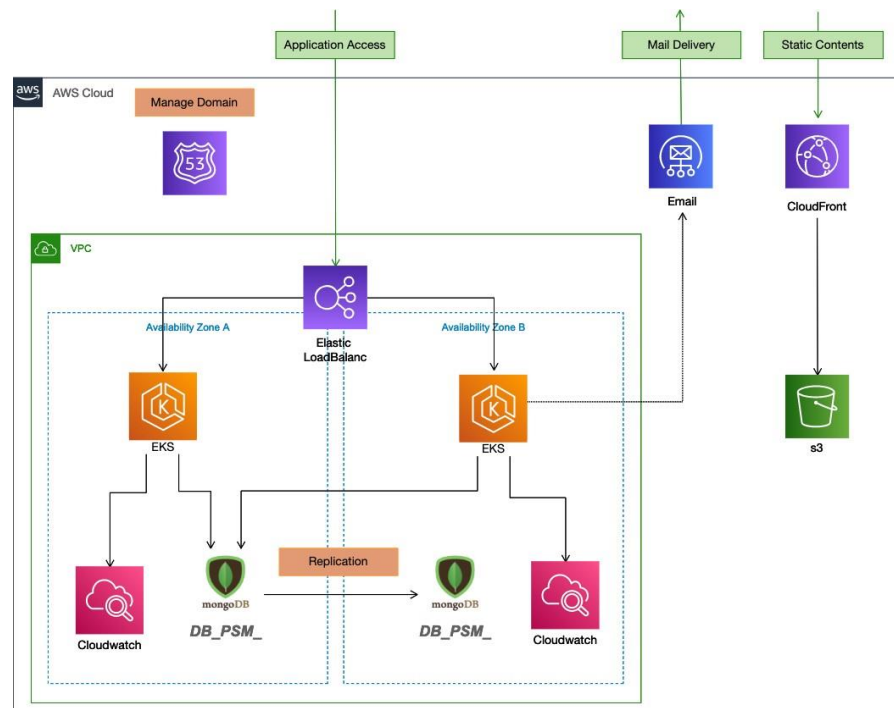 Application Access
Mail Delivery
Static Contents
aws
AWS Cloud
Manage Domain
53
Email
CloudFront
VPC
Availability Zone A
Availability Zone B
Elastic
LoadBalanc
K
EKS
K
EKS
s3
Replication
mongoDB
mongoDB
DB_PSM_
DB_PSM_
Cloudwatch
Cloudwatch